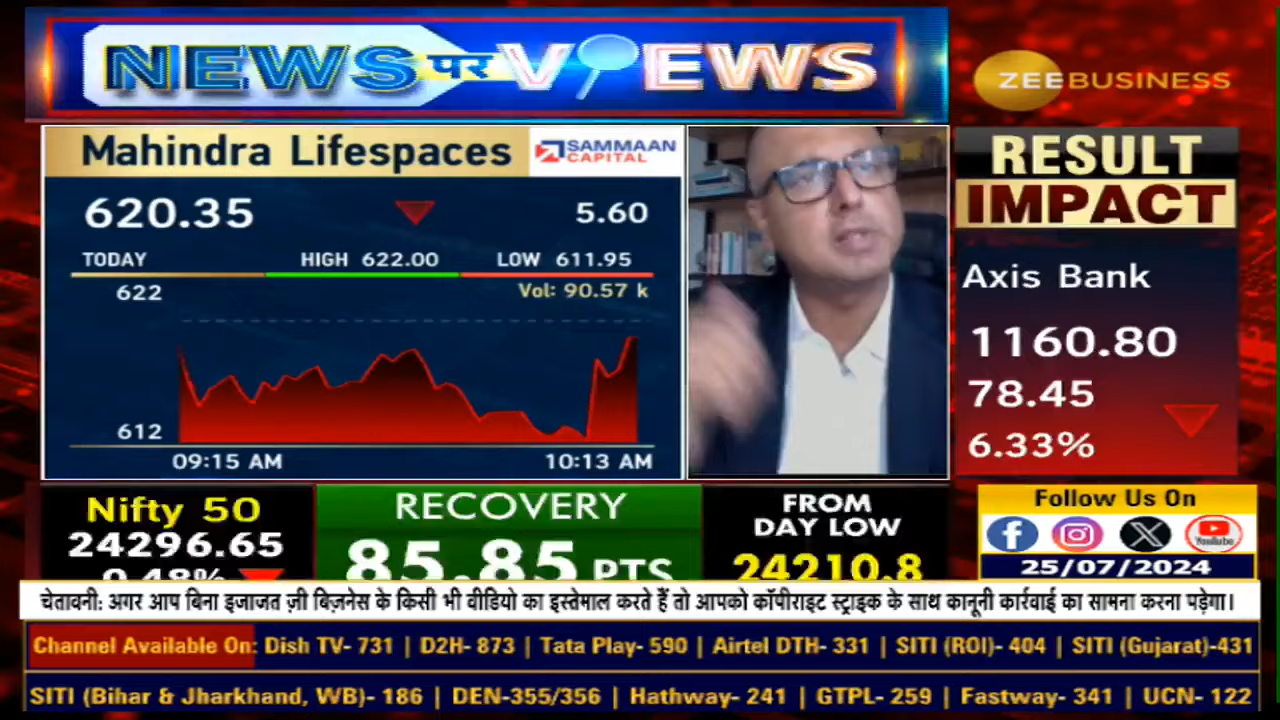 NEWS पर VIEWS
ZEEBUSINESS
Mahindra Lifespaces
SAMMAAN
CAPITAL
620.35
5.60
TODAY
HIGH 622.00
LOW 611.95
622
Vol: 90.57 k
612
09:15 AM
10:13 AM
RESULT
IMPACT
Axis Bank
1160.80
78.45
6.33%
Nifty 50
24296.65
0.48%
RECOVERY
85.85 PTS
FROM
DAY LOW
24210.8
Follow Us On
YouTube
25/07/2024
चेतावनी: अगर आप बिना इजाजत ज़ी बिज़नेस के किसी भी वीडियो का इस्तेमाल करते हैं तो आपको कॉपीराइट स्ट्राइक के साथ कानूनी कार्रवाई का सामना करना पड़ेगा।
Channel Available On: Dish TV- 731 | D2H- 873 | Tata Play- 590 | Airtel DTH- 331 | SITI (ROI)- 404 | SITI (Gujarat)-431
SITI (Bihar & Jharkhand, WB)- 186 | DEN-355/356 | Hathway- 241 | GTPL- 259 | Fastway- 341 | UCN- 122